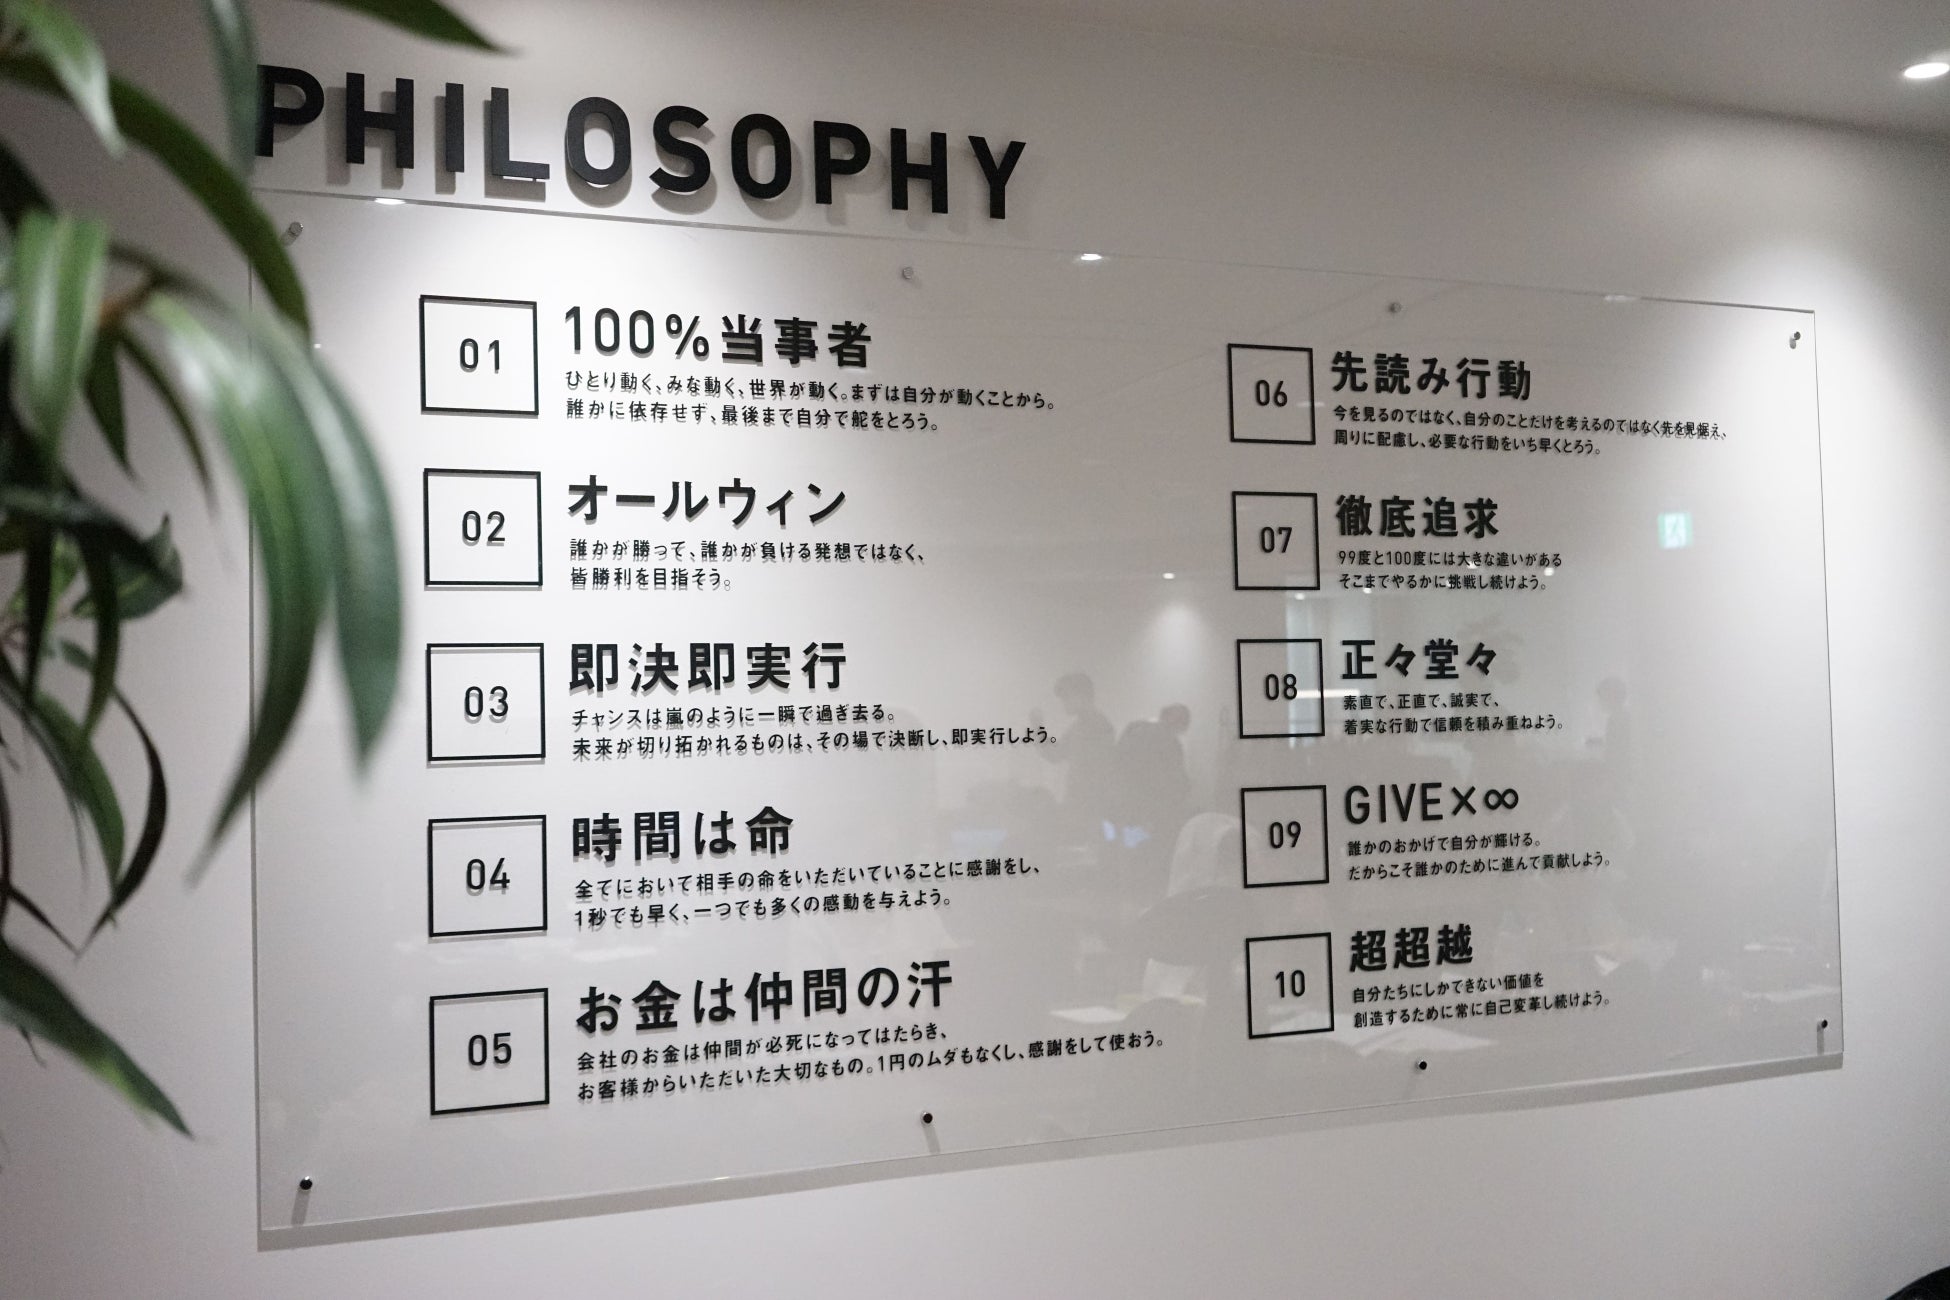 PHILOSOPHY
01
100%当事者
ひとり動く、みな動く、世界が動く。まずは自分が動くことから。
誰かに依存せず、最後まで自分で舵をとろう。
02
オールウィン
誰かが勝って、誰かが負ける発想ではなく、
皆勝利を目指そう。
03
即決即実行
チャンスは嵐のように一瞬で過ぎ去る。
未来が切り拓かれるものは、その場で決断し、即実行しよう。
04
時間は命
全てにおいて相手の命をいただいていることに感謝をし、
1秒でも早く、一つでも多くの感動を与えよう。
05
お金は仲間の汗
会社のお金は仲間が必死になってはたらき、
お客様からいただいた大切なもの。1円のムダもなくし、感謝をして使おう。
06
先読み行動
今を見るのではなく、自分のことだけを考えるのではなく先を見据え、
周りに配慮し、必要な行動をいち早くとろう。
07
徹底追求
99度と100度には大きな違いがある
そこまでやるかに挑戦し続けよう。
08
正々堂々
素直で、正直で、誠実で、
着実な行動で信頼を積み重ねよう。
09
GIVE×∞
誰かのおかげで自分が輝ける。
だからこそ誰かのために進んで貢献しよう。
10
超超越
自分たちにしかできない価値を
創造するために常に自己変革し続けよう。